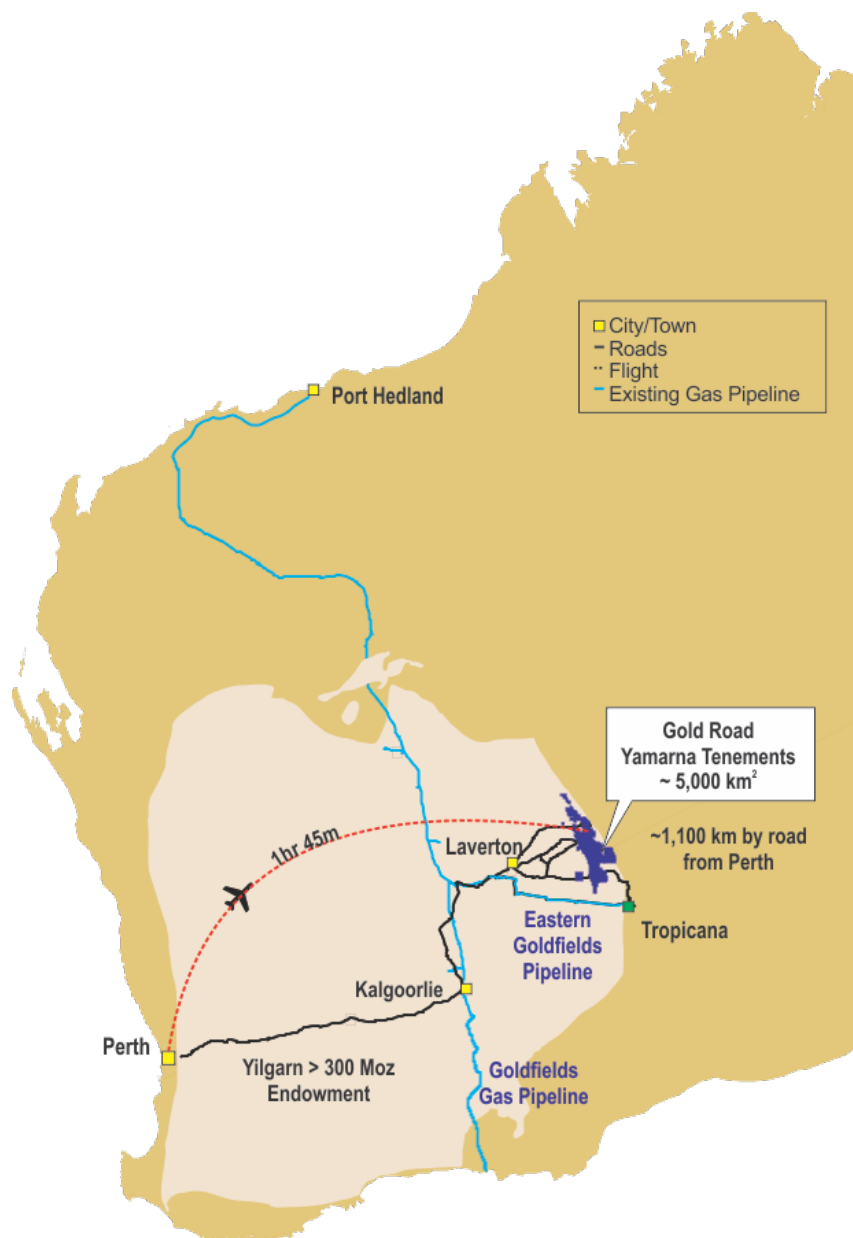 City/Town
Roads
Flight
Existing Gas Pipeline
Port Hedland
Gold Road
Yamarna Tenements
~ 5,000 km²
1hr 45m
Laverton
~1,100 km by road
from Perth
Eastern
Goldfields
Pipeline
Tropicana
Kalgoorlie
Perth
Yilgarn > 300 Moz
Endowment
Goldfields
Gas Pipeline